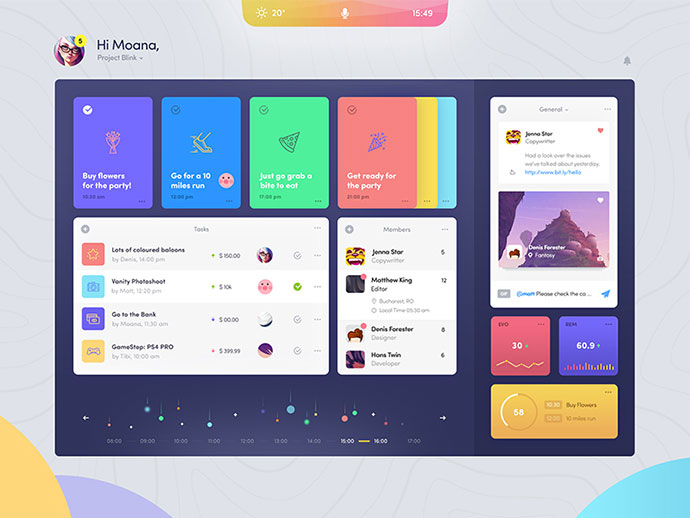 20°
15:49
5
Hi Moana,
Project Blink
Buy flowers
for the party!
10:30 am
Go for a 10
miles run
12:00 pm
Just go grab a
bite to eat
17:00 pm
Get ready for
the party
21:00 pm
Tasks
Lots of coloured baloons
by Denis, 14:00 pm
$ 150.00
Vanity Photoshoot
by Matt, 12:20 pm
$ 10k
Go to the Bank
by Moana, 11:30 am
$ 00.00
GameStop: PS4 PRO
by Tibi, 10:00 am
$ 399.99
Members
Jenna Star
Copywriter
5
Matthew King
Editor
12
Bucharest, RO
Local Time 05:30 am
Denis Forester
Designer
8
Hans Twin
Developer
4
General
Jenna Star
Copywriter
Had a look over the issues
we've talked about yesterday.
http://www.bit.ly/hello
Denis Forester
Fantasy
GIF
@matt Please check the co ...
EVO
30
REM
60.9
58
10:30
Buy Flowers
12:00
10 miles run
08:00
09:00
10:00
11:00
12:00
13:00
14:00
15:00
16:00
17:00